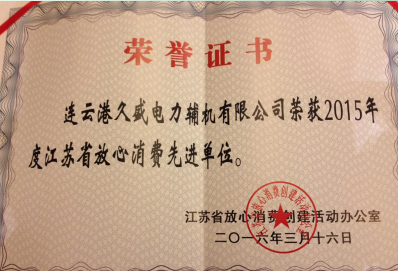 荣誉证书
连云港久盛电力辅机有限公司荣获2015年
度江苏省放心消费先进单位。
江苏省放心消费创建活动办公室
二〇一六年三月十六日